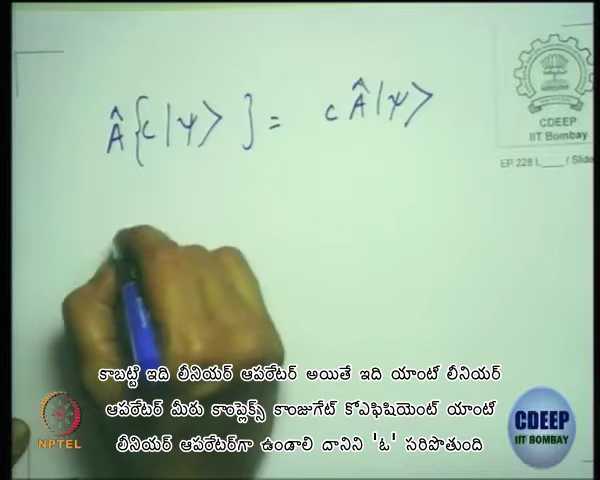 Â{c|ψ⟩} = cÂ|ψ⟩
CDEEP
IIT Bombay
EP 228 L___ / Slide
కాబట్టి ఇది లీనియర్ ఆపరేటర్ అయితే ఇది యాంటీ లీనియర్
ఆపరేటర్ మీరు కాంప్లెక్స్ కాంజుగేట్ కోఎఫిషియెంట్ యాంటీ
లీనియర్ ఆపరేటర్‌గా ఉండాలి దానిని 'ఓ' సరిపోతుంది
NPTEL
CDEEP
IIT BOMBAY